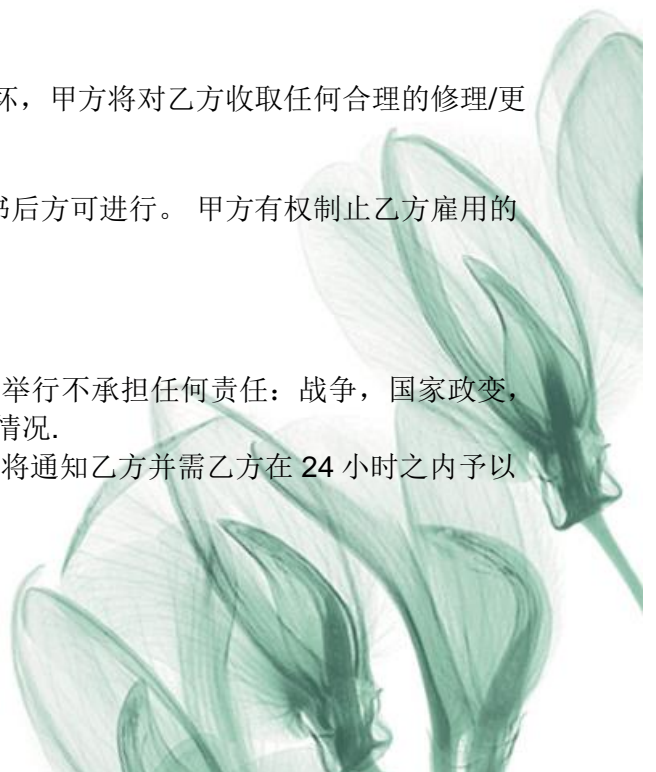 坏，甲方将对乙方收取任何合理的修理/更
书后方可进行。 甲方有权制止乙方雇用的
举行不承担任何责任：战争，国家政变，
情况.
将通知乙方并需乙方在 24 小时之内予以